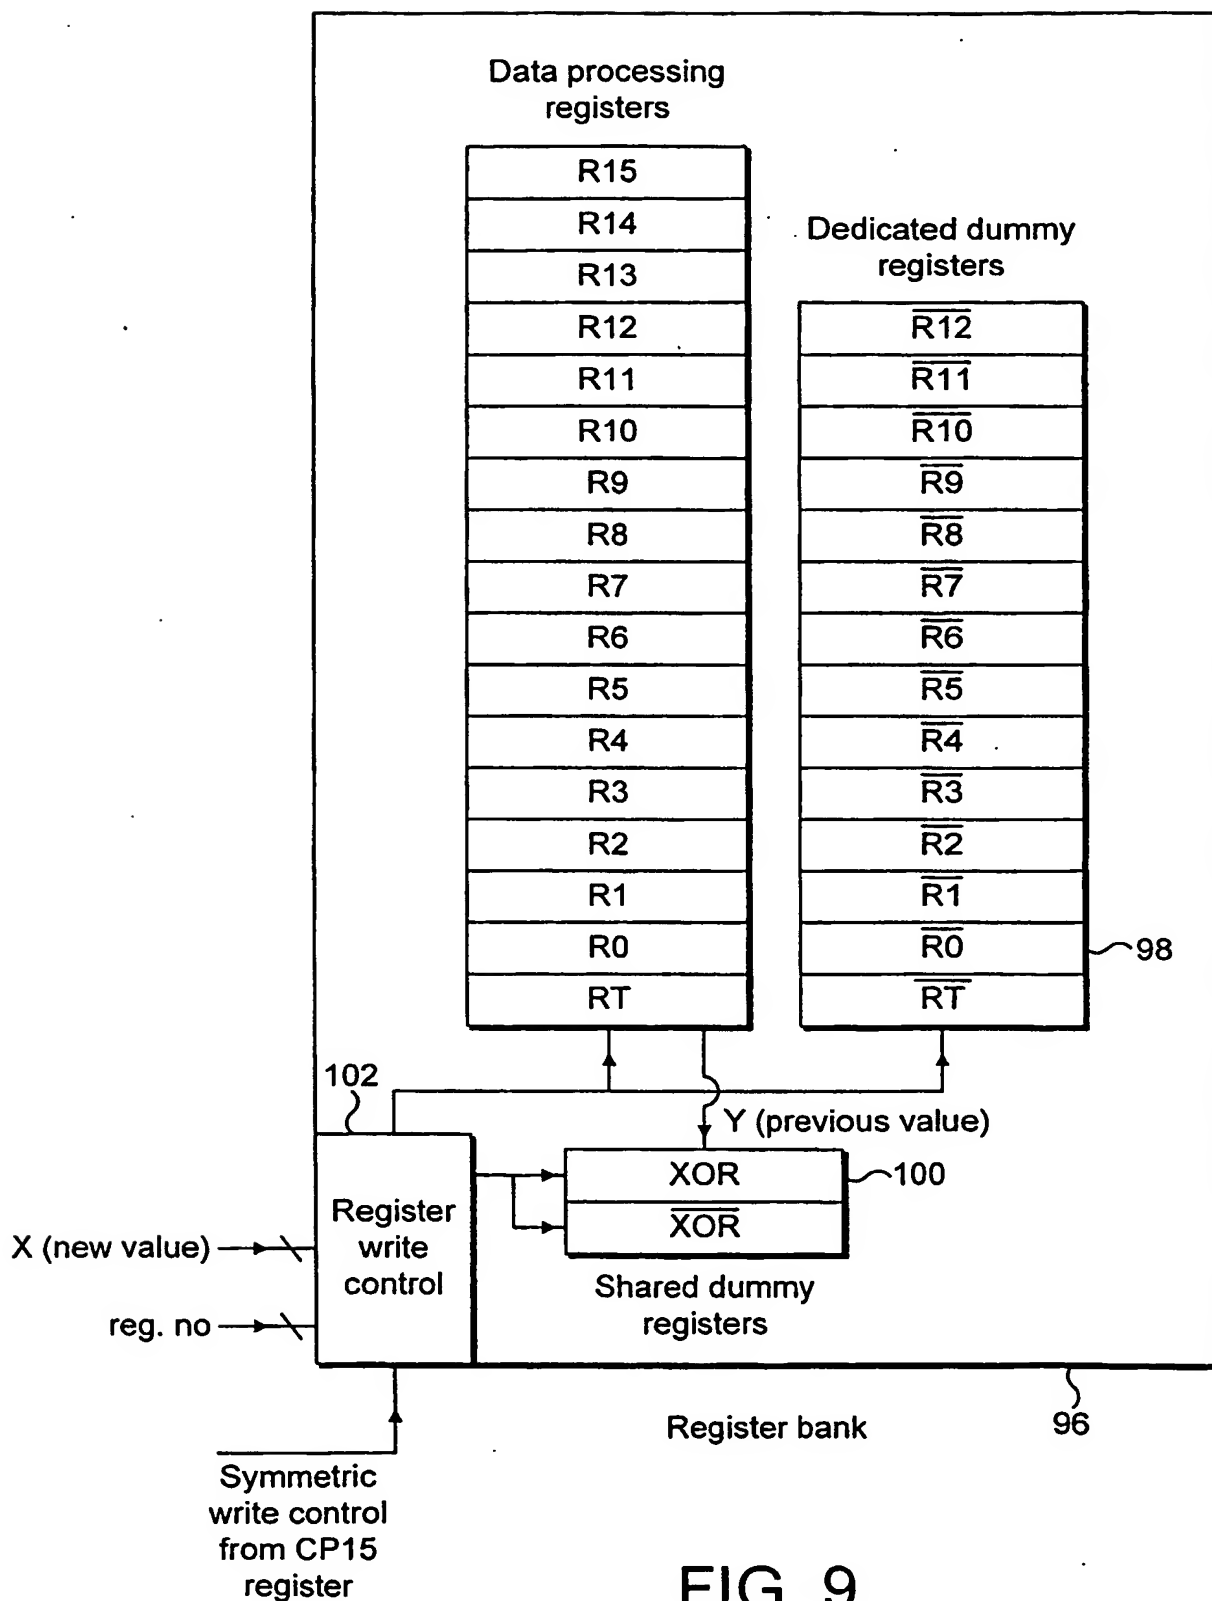 Data processing
registers
R15
R14
R13
R12
R11
R10
R9
R8
R7
R6
R5
R4
R3
R2
R1
R0
RT
Dedicated dummy
registers
R̅1̅2̅
R̅1̅1̅
R̅1̅0̅
R̅9̅
R̅8̅
R̅7̅
R̅6̅
R̅5̅
R̅4̅
R̅3̅
R̅2̅
R̅1̅
R̅0̅
R̅T̅
98
102
Y (previous value)
XOR
X̅O̅R̅
100
Shared dummy
registers
Register
write
control
X (new value)
reg. no
Register bank
96
Symmetric
write control
from CP15
register
FIG. 9